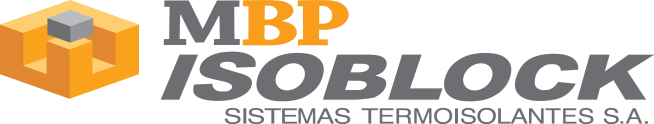 MBP
ISOBLOCK
SISTEMAS TERMOISOLANTES S.A.